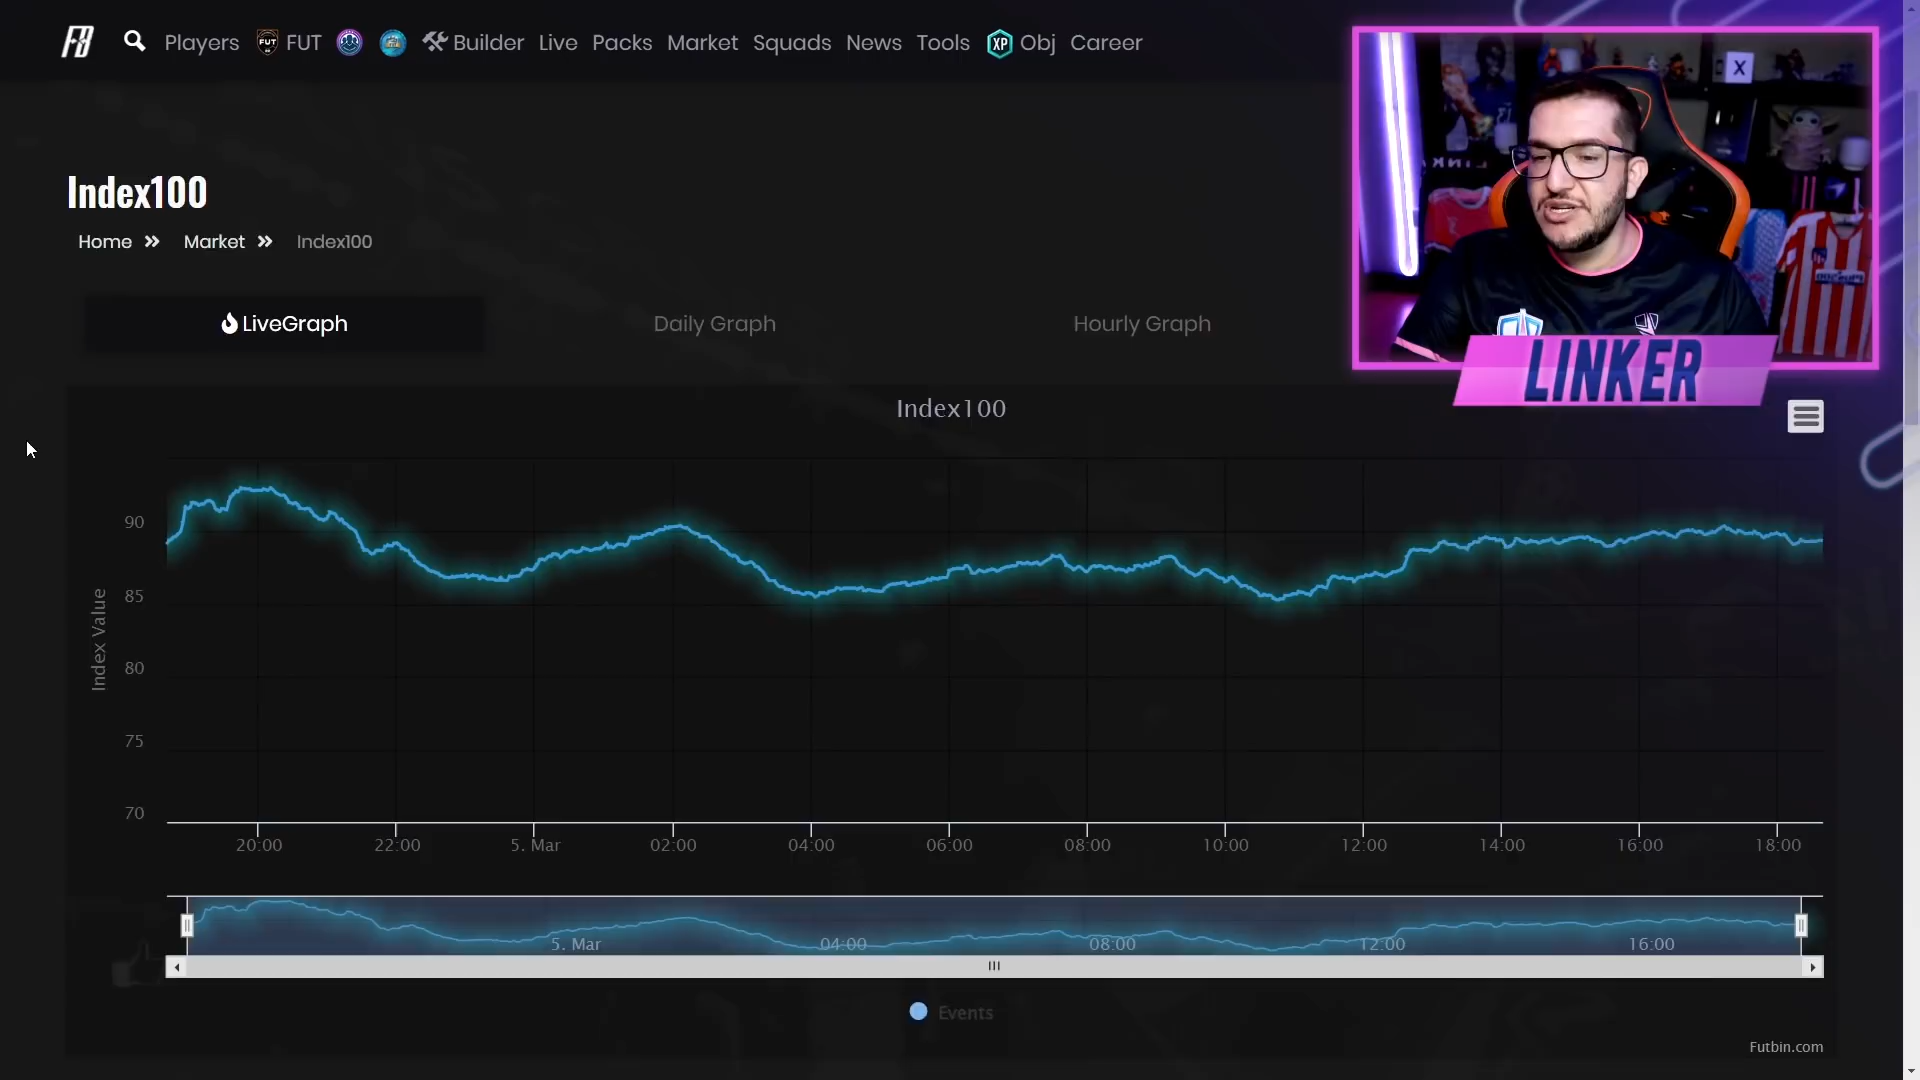 Players FUT Builder Live Packs Market Squads News Tools XP Obj Career
X
Index100
Home Market Index100
LiveGraph Daily Graph Hourly Graph
LINKER
Index100
Index Value
90
85
80
75
70
20:00 22:00 5. Mar 02:00 04:00 06:00 08:00 10:00 12:00 14:00 16:00 18:00
5. Mar 04:00 08:00 12:00 16:00
Events
Futbin.com